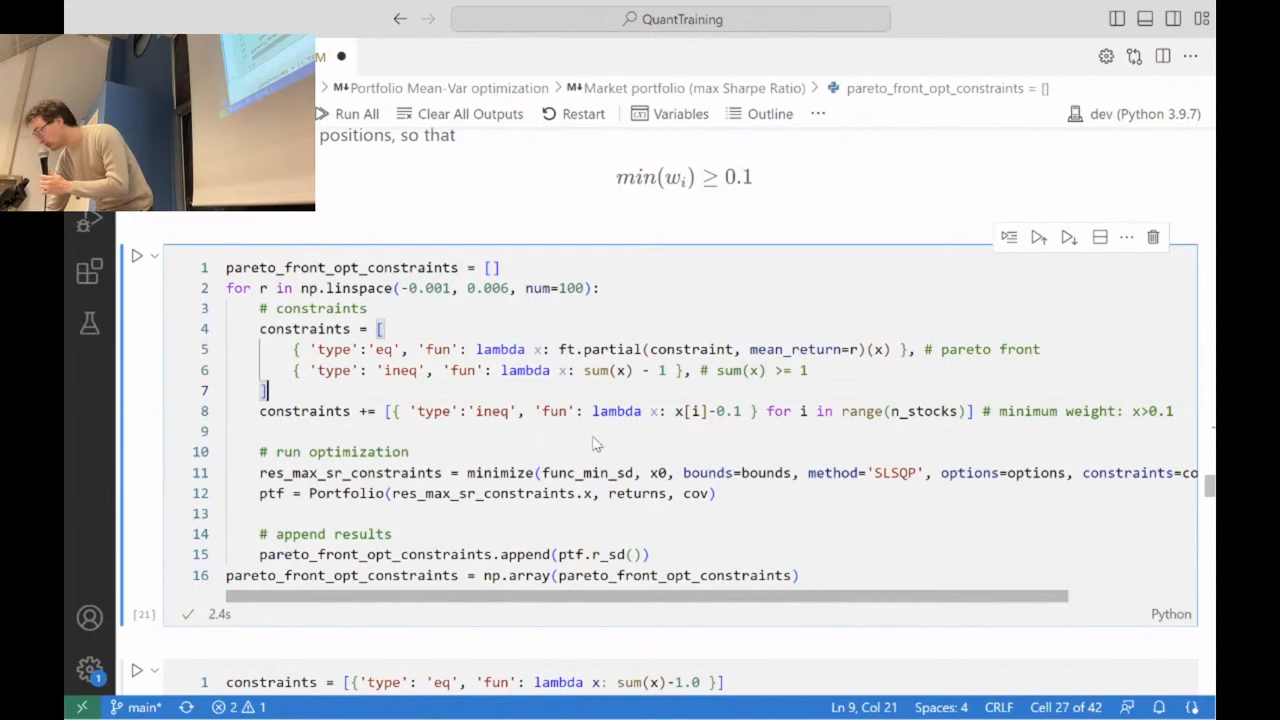 QuantTraining
M
Portfolio Mean-Var optimization > Market portfolio (max Sharpe Ratio) > pareto_front_opt_constraints = []
Run All Clear All Outputs Restart Variables Outline ... dev (Python 3.9.7)
positions, so that
min(w_i) ≥ 0.1
1 pareto_front_opt_constraints = []
2 for r in np.linspace(-0.001, 0.006, num=100):
3 # constraints
4 constraints = [
5 { 'type':'eq', 'fun': lambda x: ft.partial(constraint, mean_return=r)(x) }, # pareto front
6 { 'type': 'ineq', 'fun': lambda x: sum(x) - 1 }, # sum(x) >= 1
7 ]
8 constraints += [{ 'type':'ineq', 'fun': lambda x: x[i]-0.1 } for i in range(n_stocks)] # minimum weight: x>0.1
9
10 # run optimization
11 res_max_sr_constraints = minimize(func_min_sd, x0, bounds=bounds, method='SLSQP', options=options, constraints=co
12 ptf = Portfolio(res_max_sr_constraints.x, returns, cov)
13
14 # append results
15 pareto_front_opt_constraints.append(ptf.r_sd())
16 pareto_front_opt_constraints = np.array(pareto_front_opt_constraints)
[21] 2.4s Python
1 constraints = [{'type': 'eq', 'fun': lambda x: sum(x)-1.0 }]
1
main* 2 1 Ln 9, Col 21 Spaces: 4 CRLF Cell 27 of 42